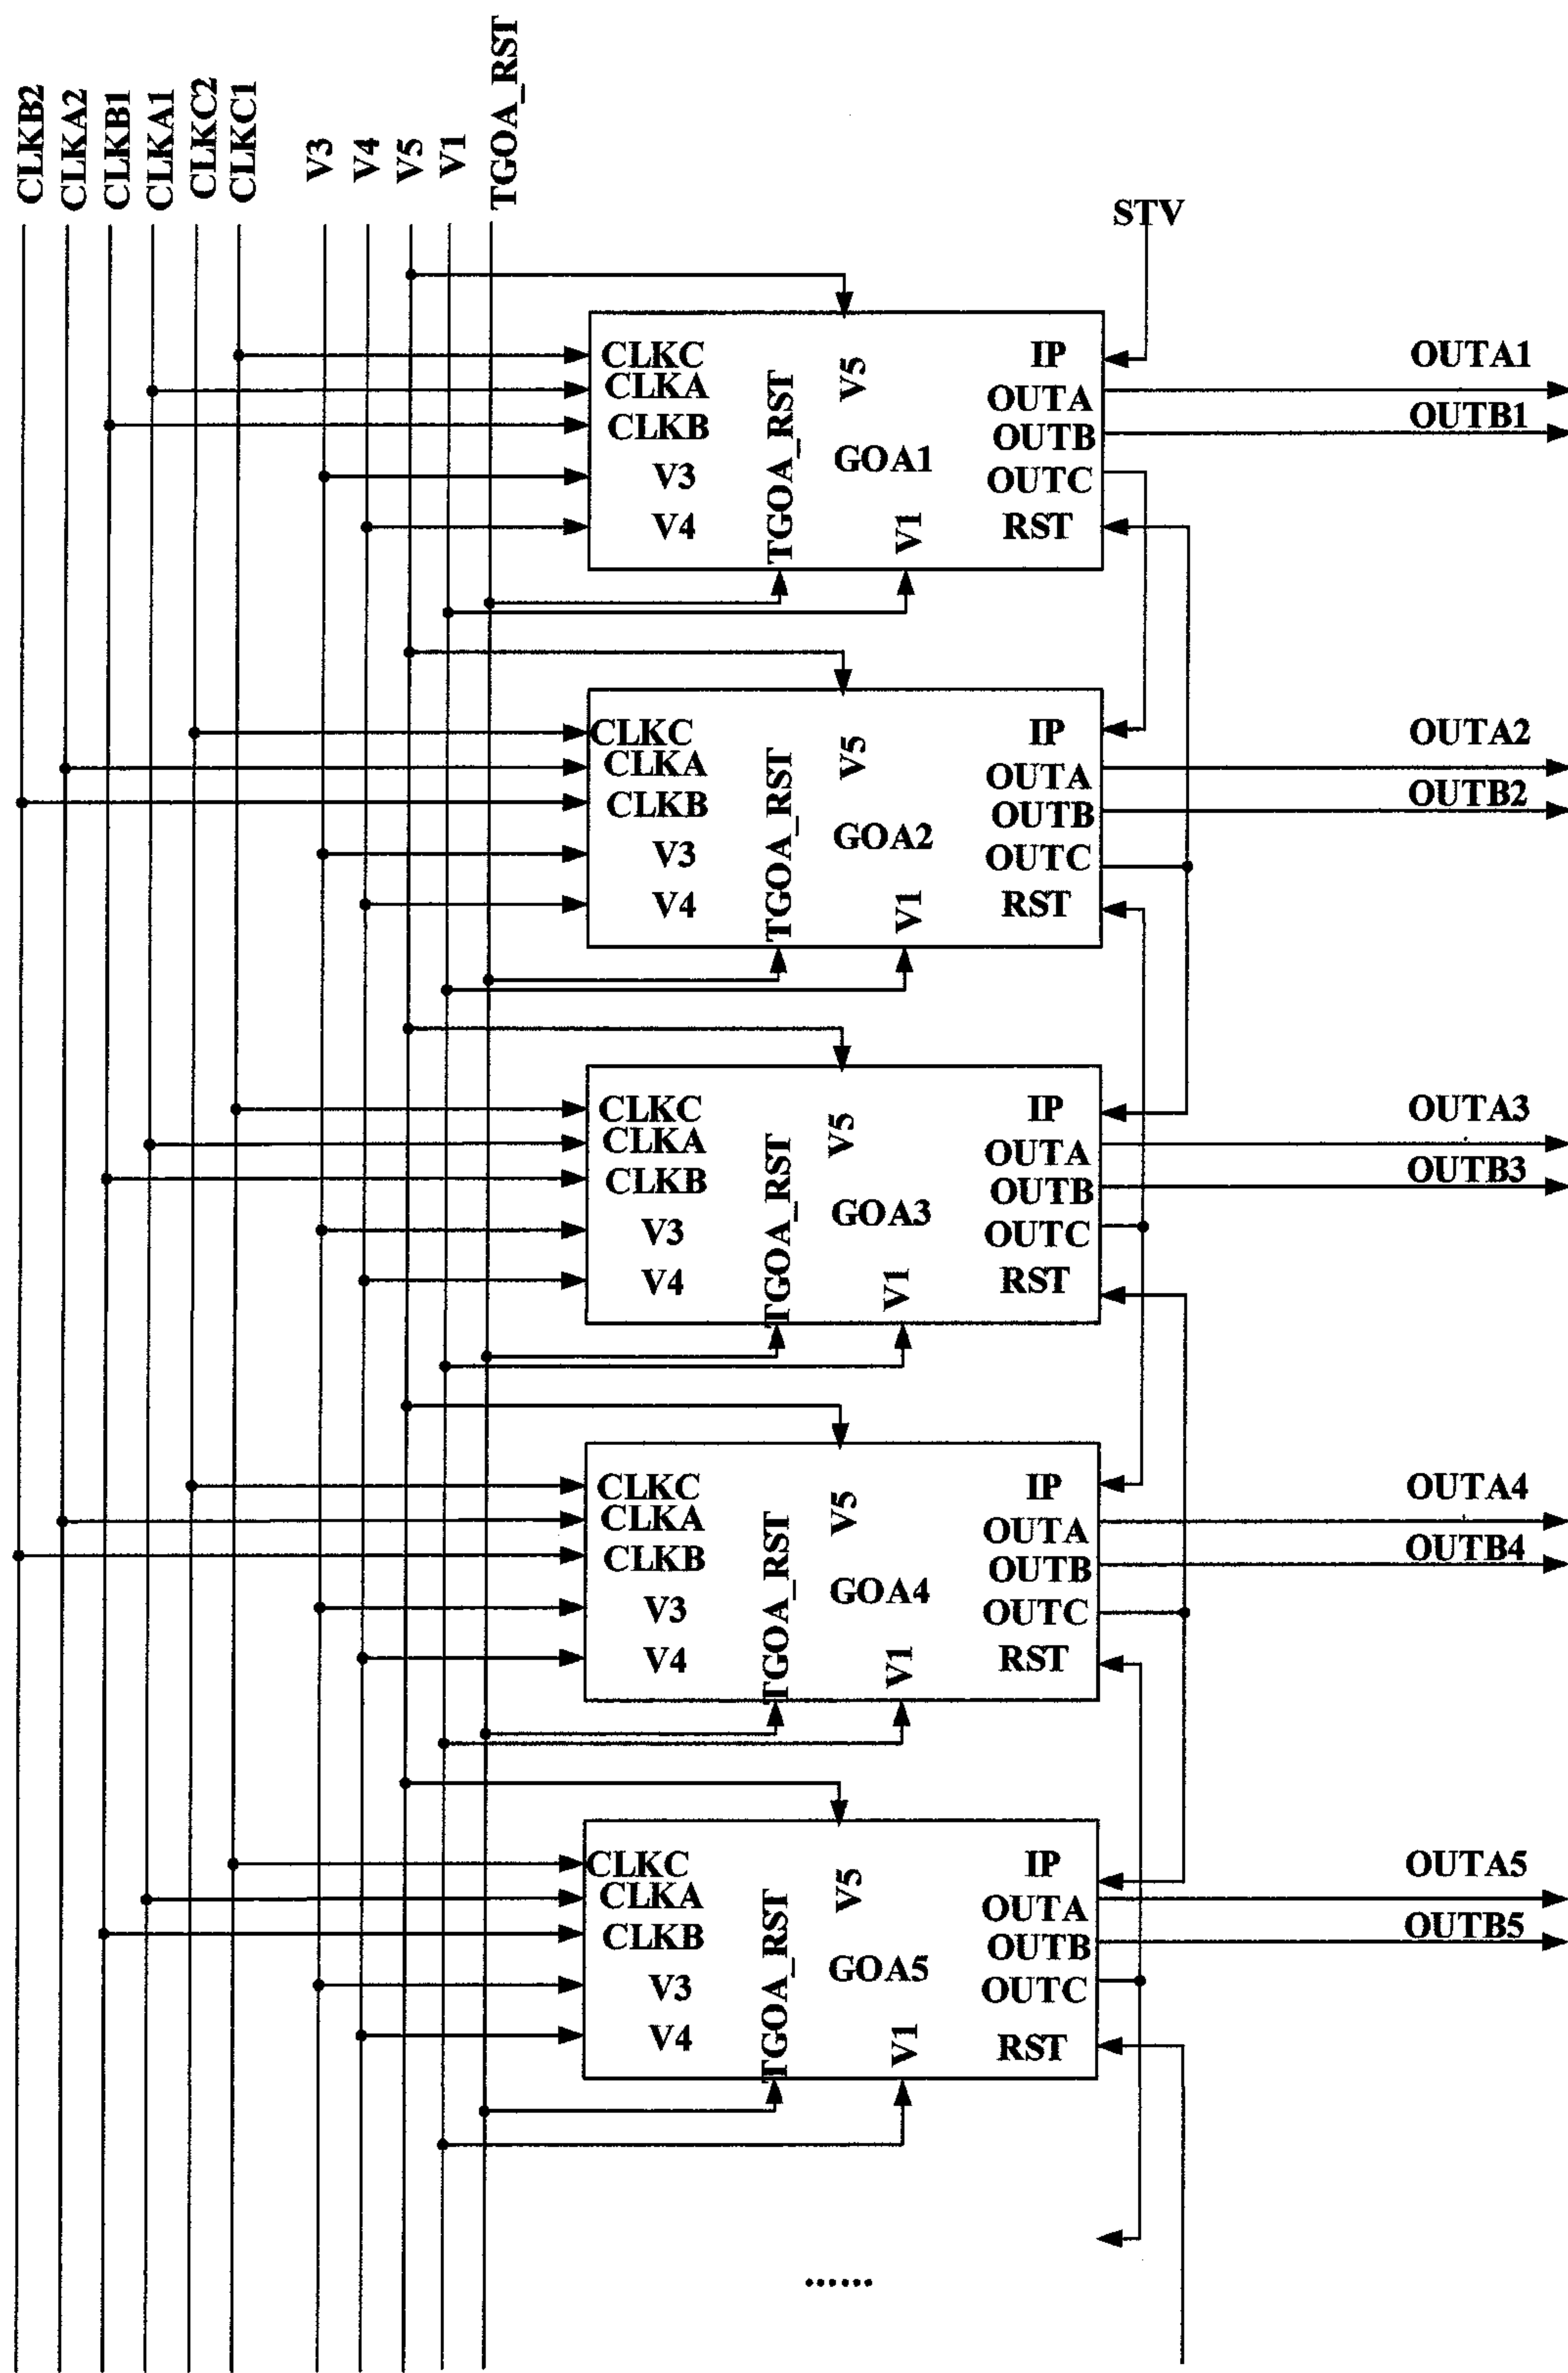 CLKB2
CLKA2
CLKB1
CLKA1
CLKC2
CLKC1
V3
V4
V5
V1
TGOA_RST
STV
CLKC
CLKA
CLKB
V3
V4
TGOA_RST
V5
GOA1
V1
IP
OUTA
OUTB
OUTC
RST
OUTA1
OUTB1
CLKC
CLKA
CLKB
V3
V4
TGOA_RST
V5
GOA2
V1
IP
OUTA
OUTB
OUTC
RST
OUTA2
OUTB2
CLKC
CLKA
CLKB
V3
V4
TGOA_RST
V5
GOA3
V1
IP
OUTA
OUTB
OUTC
RST
OUTA3
OUTB3
CLKC
CLKA
CLKB
V3
V4
TGOA_RST
V5
GOA4
V1
IP
OUTA
OUTB
OUTC
RST
OUTA4
OUTB4
CLKC
CLKA
CLKB
V3
V4
TGOA_RST
V5
GOA5
V1
IP
OUTA
OUTB
OUTC
RST
OUTA5
OUTB5
......